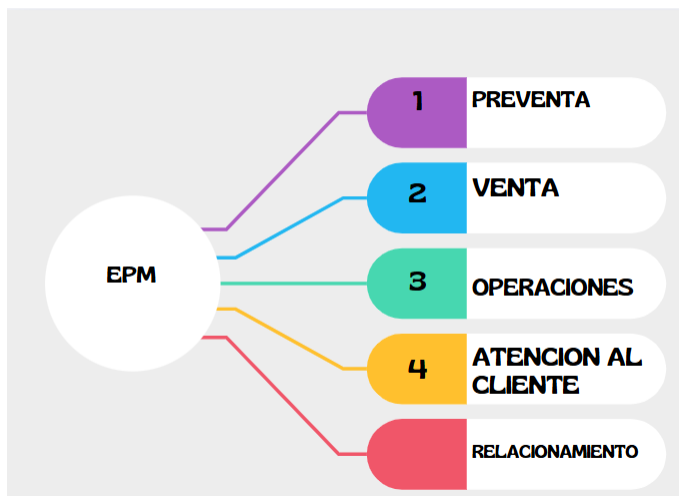 EPM
1
PREVENTA
2
VENTA
3
OPERACIONES
4
ATENCION AL
CLIENTE
RELACIONAMIENTO